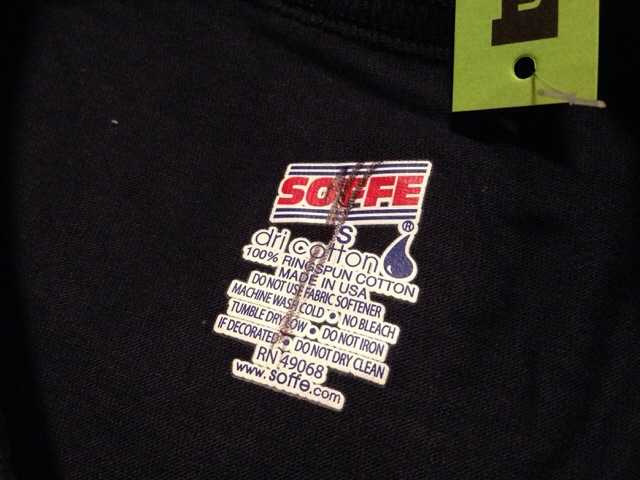 SOFFE
S
dri cotton®
100% RINGSPUN COTTON
MADE IN USA
DO NOT USE FABRIC SOFTENER
MACHINE WASH COLD • NO BLEACH
TUMBLE DRY LOW • DO NOT IRON
IF DECORATED • DO NOT DRY CLEAN
RN 49068
www.soffe.com